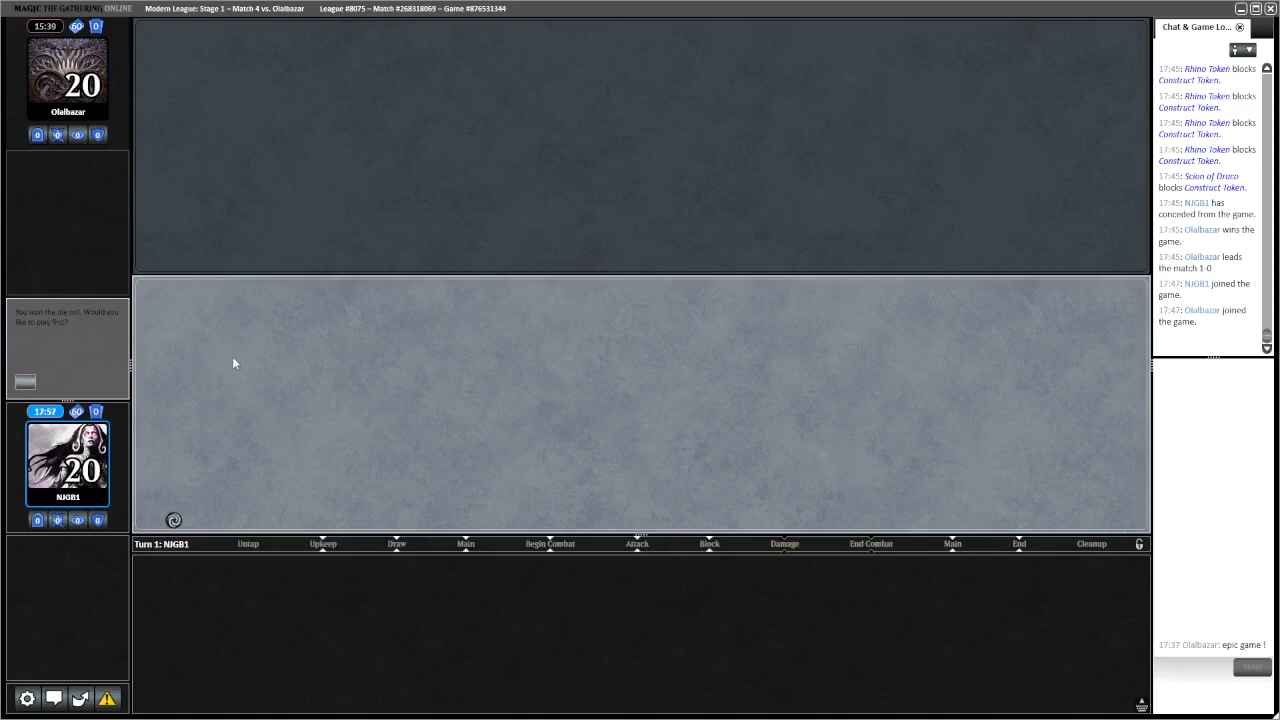 MAGIC THE GATHERING ONLINE
Modern League: Stage 1 – Match 4 vs. Olalbazar
League #8075 – Match #268318069 – Game #876531344
15:39
60
0
20
Olalbazar
0
0
0
0
You won the die roll. Would you
like to play first?
17:57
60
0
20
NJGB1
0
0
0
0
Turn 1: NJGB1
Untap
Upkeep
Draw
Main
Begin Combat
Attack
Block
Damage
End Combat
Main
End
Cleanup
Chat & Game Lo...
17:45: Rhino Token blocks
Construct Token.
17:45: Rhino Token blocks
Construct Token.
17:45: Rhino Token blocks
Construct Token.
17:45: Rhino Token blocks
Construct Token.
17:45: Scion of Draco
blocks Construct Token.
17:45: NJGB1 has
conceded from the game.
17:45: Olalbazar wins the
game.
17:45: Olalbazar leads
the match 1-0
17:47: NJGB1 joined the
game.
17:47: Olalbazar joined
the game.
17:37 Olalbazar: epic game !
SEND